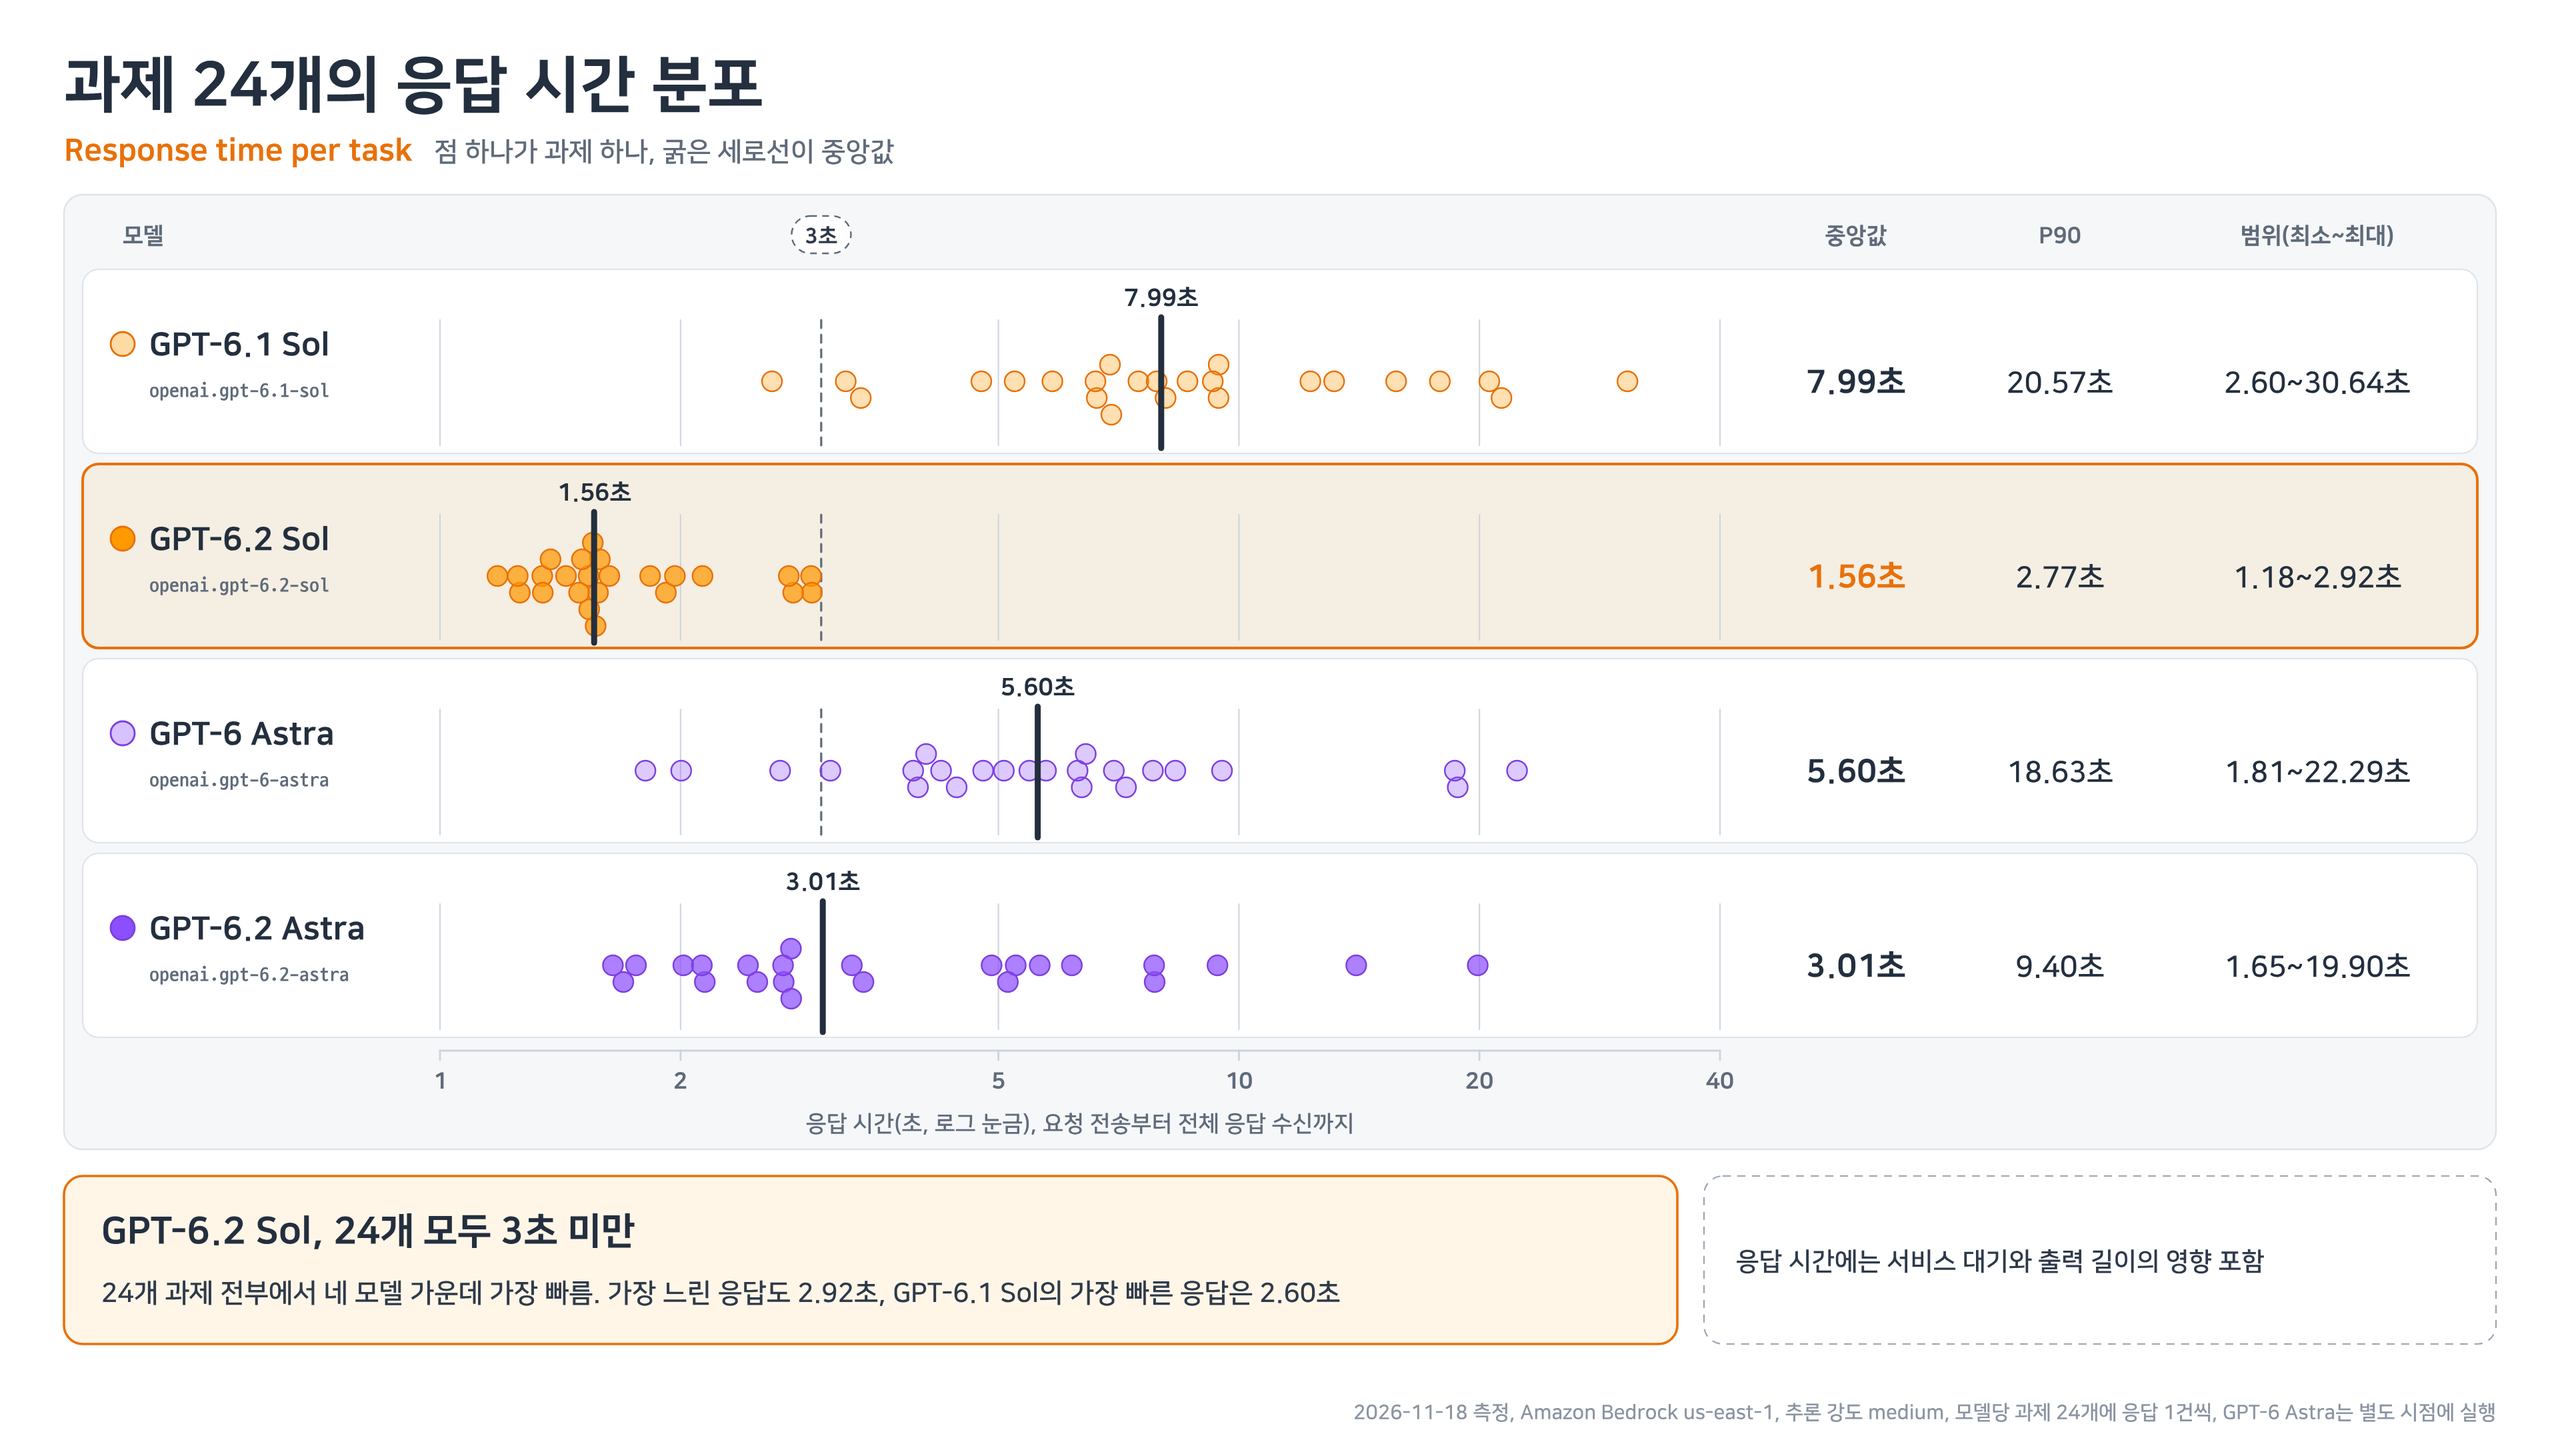 과제 24개의 응답 시간 분포
Response time per task 점 하나가 과제 하나, 굵은 세로선이 중앙값
모델 3초 중앙값 P90 범위(최소~최대)
7.99초
GPT-6.1 Sol
openai.gpt-6.1-sol
7.99초 20.57초 2.60~30.64초
1.56초
GPT-6.2 Sol
openai.gpt-6.2-sol
1.56초 2.77초 1.18~2.92초
5.60초
GPT-6 Astra
openai.gpt-6-astra
5.60초 18.63초 1.81~22.29초
3.01초
GPT-6.2 Astra
openai.gpt-6.2-astra
3.01초 9.40초 1.65~19.90초
1 2 5 10 20 40
응답 시간(초, 로그 눈금), 요청 전송부터 전체 응답 수신까지
GPT-6.2 Sol, 24개 모두 3초 미만
24개 과제 전부에서 네 모델 가운데 가장 빠름. 가장 느린 응답도 2.92초, GPT-6.1 Sol의 가장 빠른 응답은 2.60초
응답 시간에는 서비스 대기와 출력 길이의 영향 포함
2026-11-18 측정, Amazon Bedrock us-east-1, 추론 강도 medium, 모델당 과제 24개에 응답 1건씩, GPT-6 Astra는 별도 시점에 실행